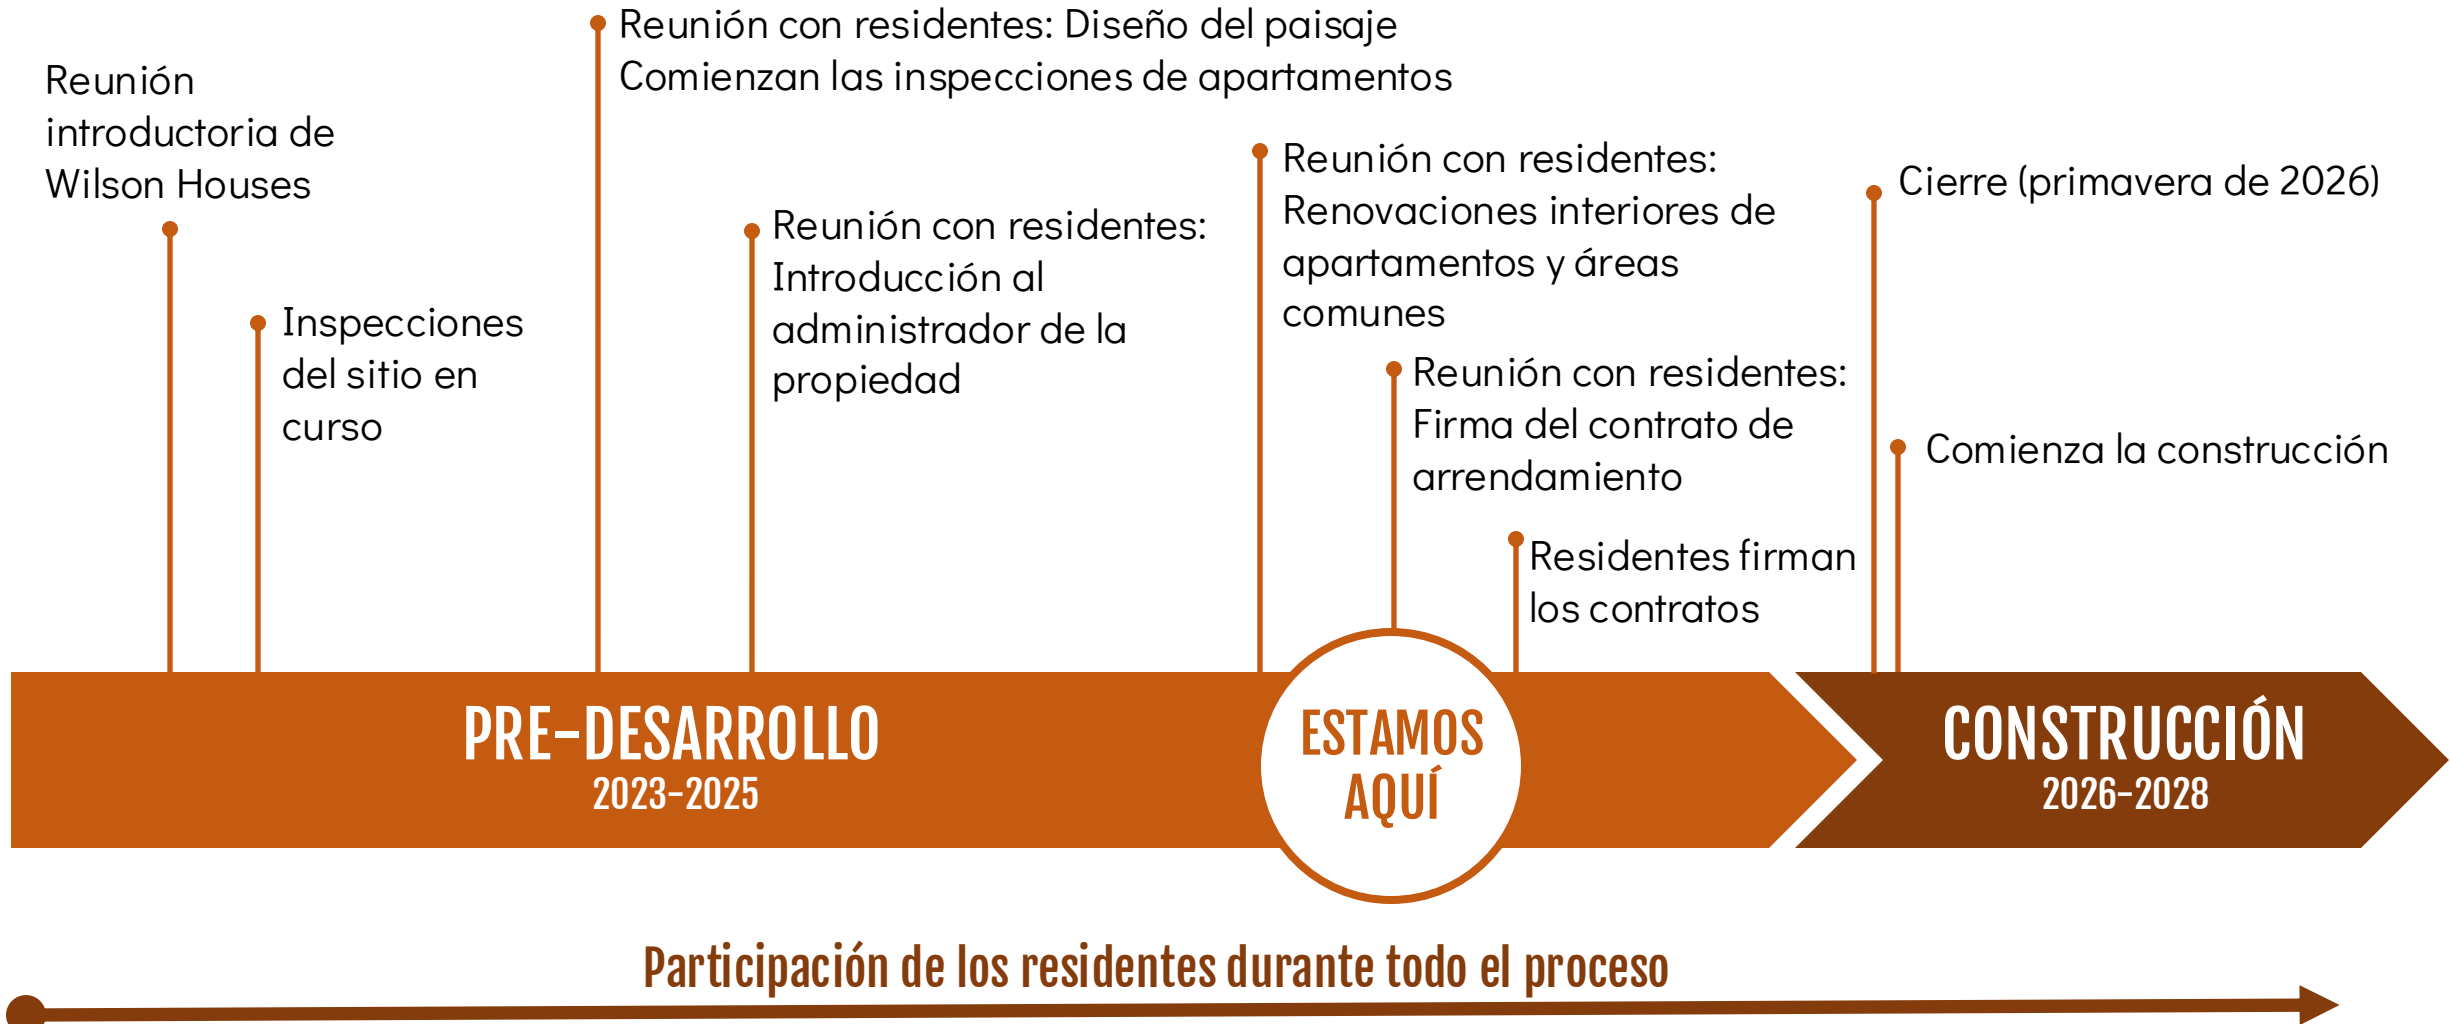 Reunión
introductoria de
Wilson Houses
Inspecciones
del sitio en
curso
Reunión con residentes: Diseño del paisaje
Comienzan las inspecciones de apartamentos
Reunión con residentes:
Introducción al
administrador de la
propiedad
Reunión con residentes:
Renovaciones interiores de
apartamentos y áreas
comunes
Reunión con residentes:
Firma del contrato de
arrendamiento
Residentes firman
los contratos
Cierre (primavera de 2026)
Comienza la construcción
PRE-DESARROLLO
2023-2025
ESTAMOS
AQUÍ
CONSTRUCCIÓN
2026-2028
Participación de los residentes durante todo el proceso